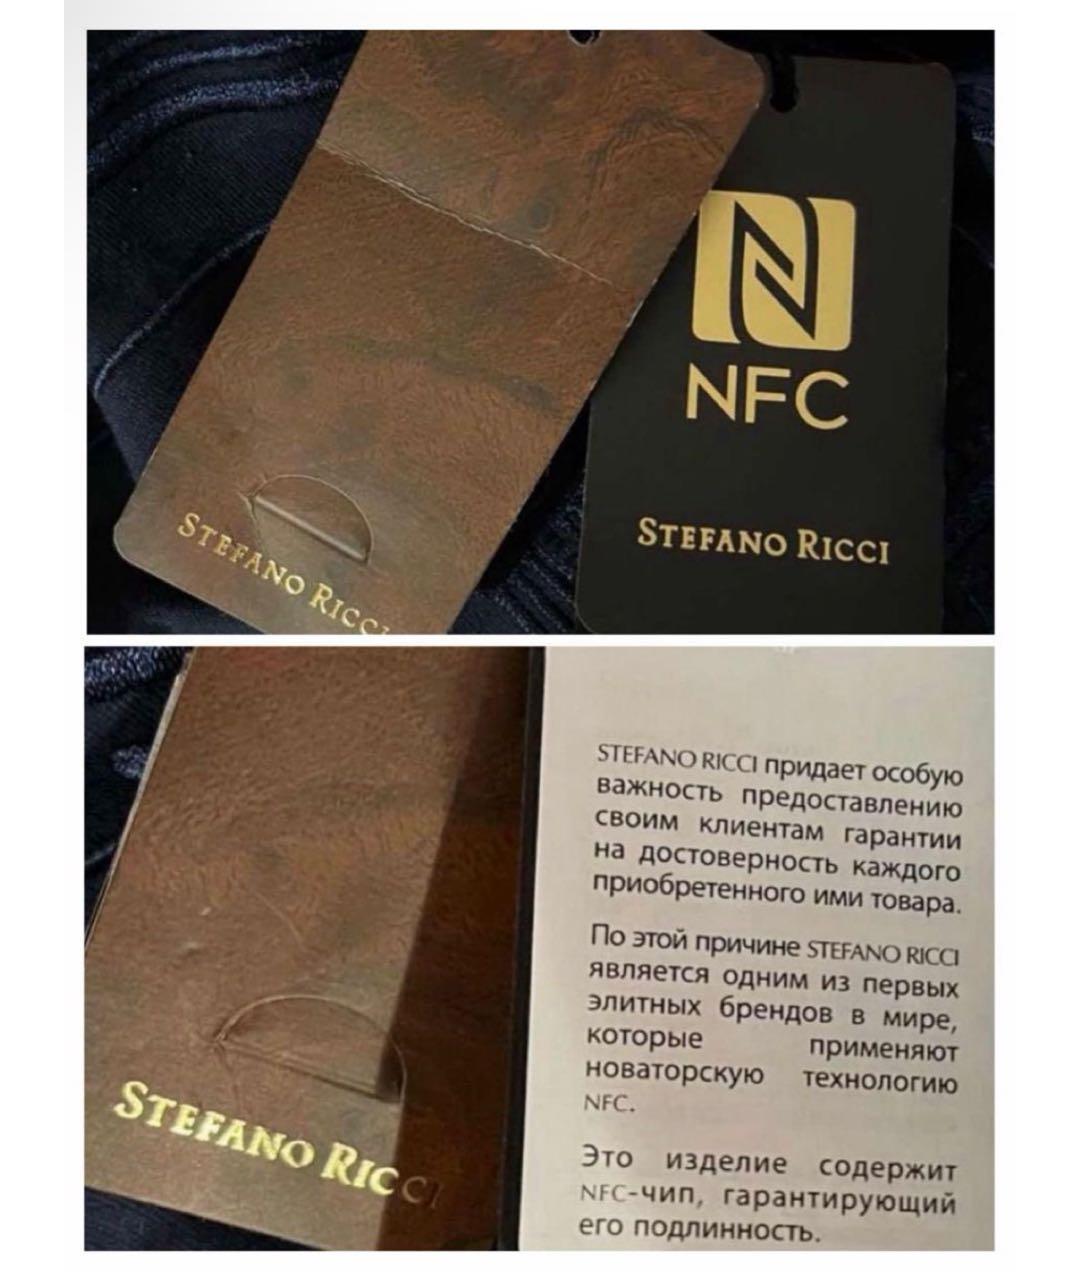 NFC
STEFANO RICCI
STEFANO RICCI
STEFANO RICCI придает особую
важность предоставлению
своим клиентам гарантии
на достоверность каждого
приобретенного ими товара.
По этой причине STEFANO RICCI
является одним из первых
элитных брендов в мире,
которые применяют
новаторскую технологию
NFC.
Это изделие содержит
NFC-чип, гарантирующий
его подлинность.
STEFANO RICCI